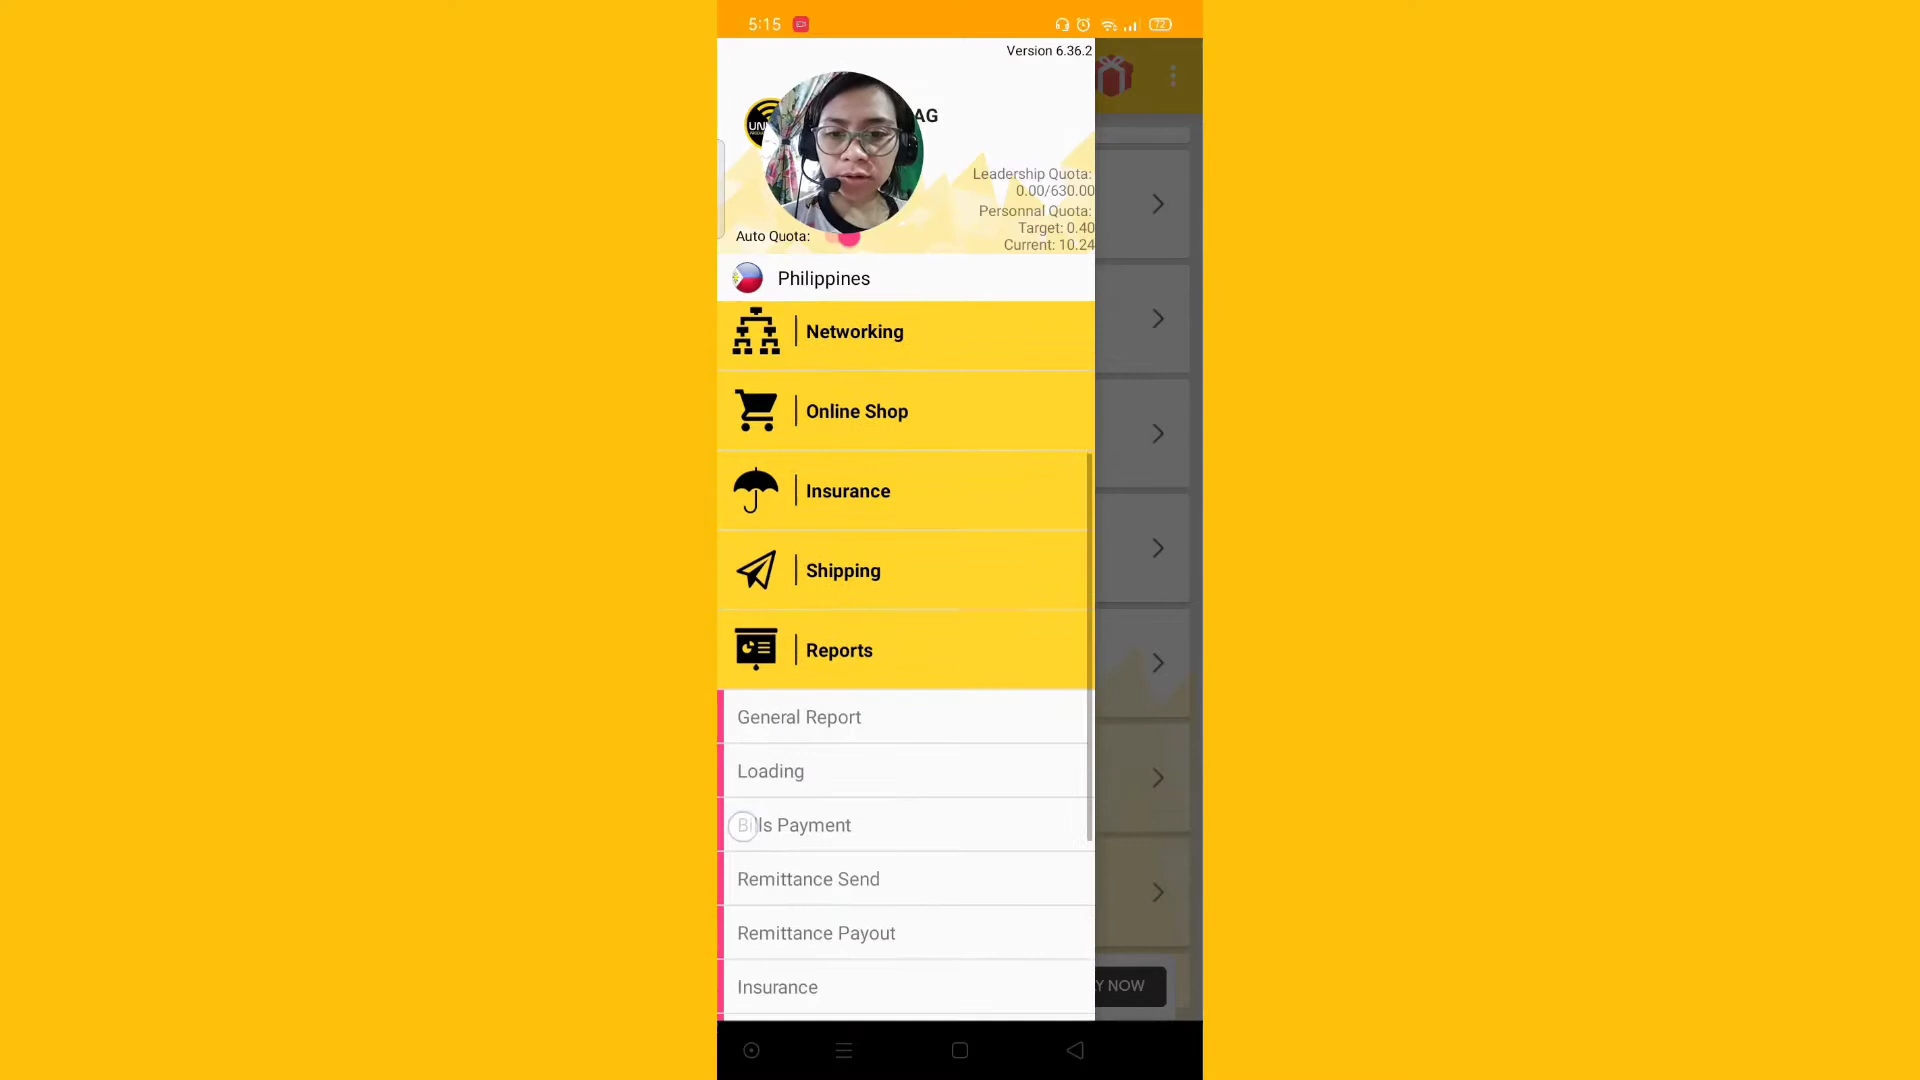 5:15
72
Version 6.36.2
UN
AG
Leadership Quota:
0.00/630.00
Personnal Quota:
Target: 0.40
Current: 10.24
Auto Quota:
Philippines
Networking
Online Shop
Insurance
Shipping
Reports
General Report
Loading
Bills Payment
Remittance Send
Remittance Payout
Insurance
Y NOW